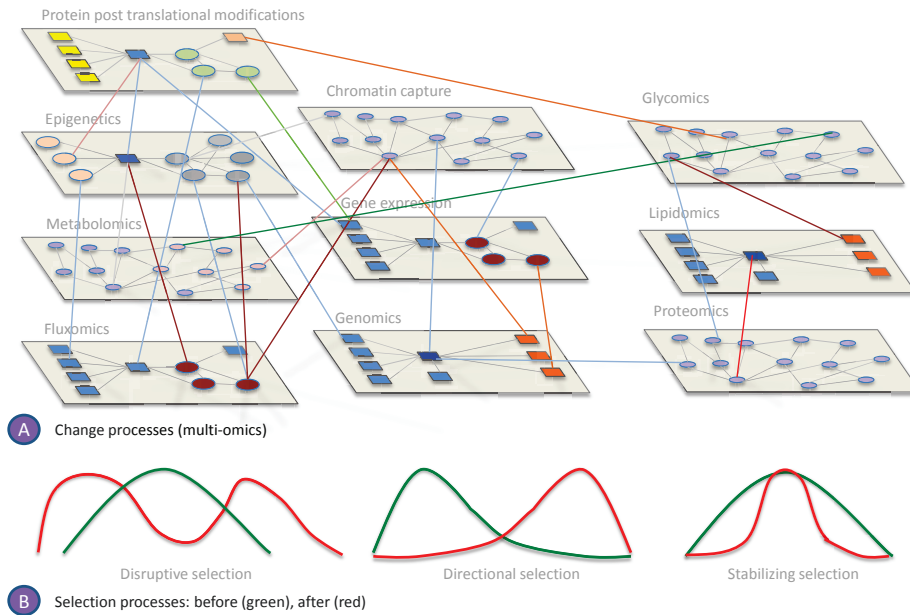 Protein post translational modifications
Chromatin capture
Glycomics
Epigenetics
Gene expression
Metabolomics
Lipidomics
Fluxomics
Genomics
Proteomics
A Change processes (multi-omics)
Disruptive selection
Directional selection
Stabilizing selection
B Selection processes: before (green), after (red)